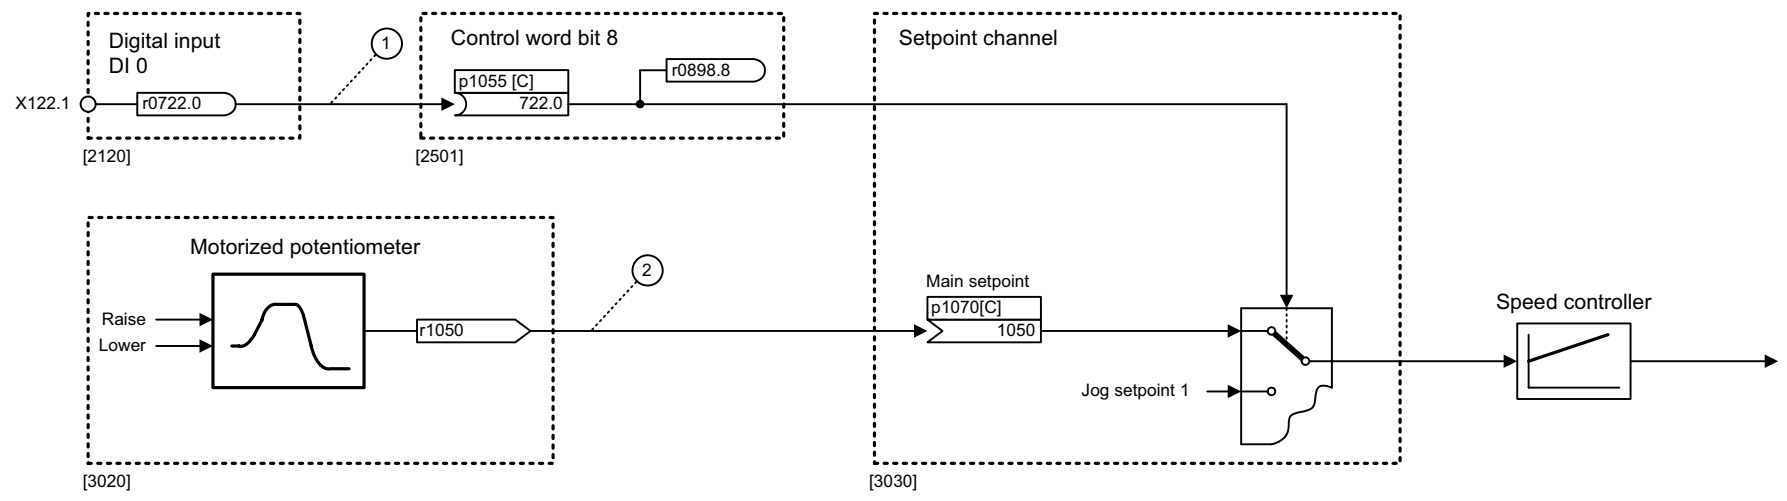 Digital input
DI 0
1
Control word bit 8
Setpoint channel
p1055 [C]
r0898.8
X122.1
r0722.0
722.0
[2120]
[2501]
Motorized potentiometer
2
Main setpoint
p1070[C]
Speed controller
Raise
r1050
1050
Lower
Jog setpoint 1
[3020]
[3030]